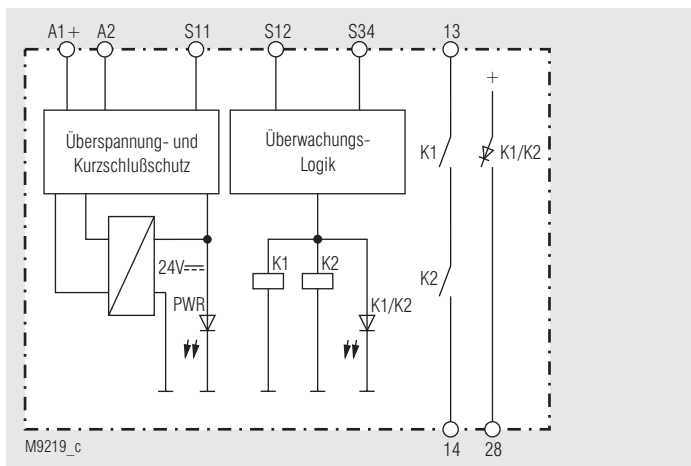 A1+ A2 S11 S12 S34 13
+
Überspannung- und
Kurzschlußschutz
Überwachungs-
Logik
K1
K1/K2
24V
K1
K2
K2
PWR
K1/K2
14 28
M9219_c